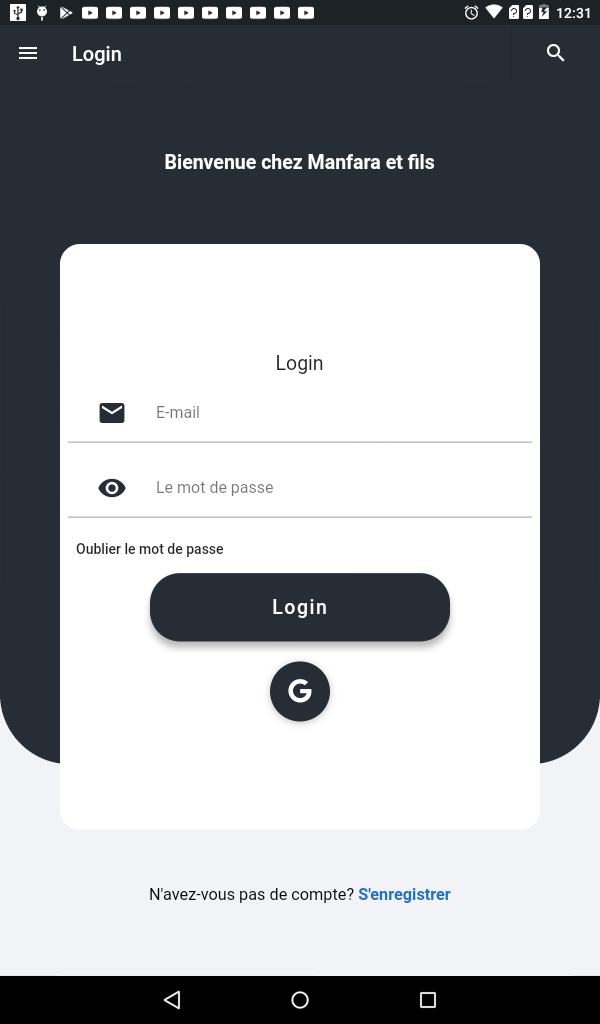 12:31
Login
Bienvenue chez Manfara et fils
Login
E-mail
Le mot de passe
Oublier le mot de passe
Login
G
N'avez-vous pas de compte? S'enregistrer